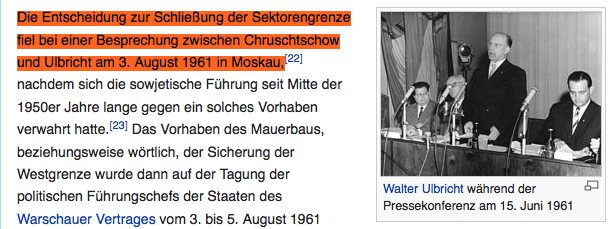 Die Entscheidung zur Schließung der Sektorengrenze
fiel bei einer Besprechung zwischen Chruschtschow
und Ulbricht am 3. August 1961 in Moskau,[22]
nachdem sich die sowjetische Führung seit Mitte der
1950er Jahre lange gegen ein solches Vorhaben
verwahrt hatte.[23] Das Vorhaben des Mauerbaus,
beziehungsweise wörtlich, der Sicherung der
Westgrenze wurde dann auf der Tagung der
politischen Führungschefs der Staaten des
Warschauer Vertrages vom 3. bis 5. August 1961
Walter Ulbricht während der
Pressekonferenz am 15. Juni 1961